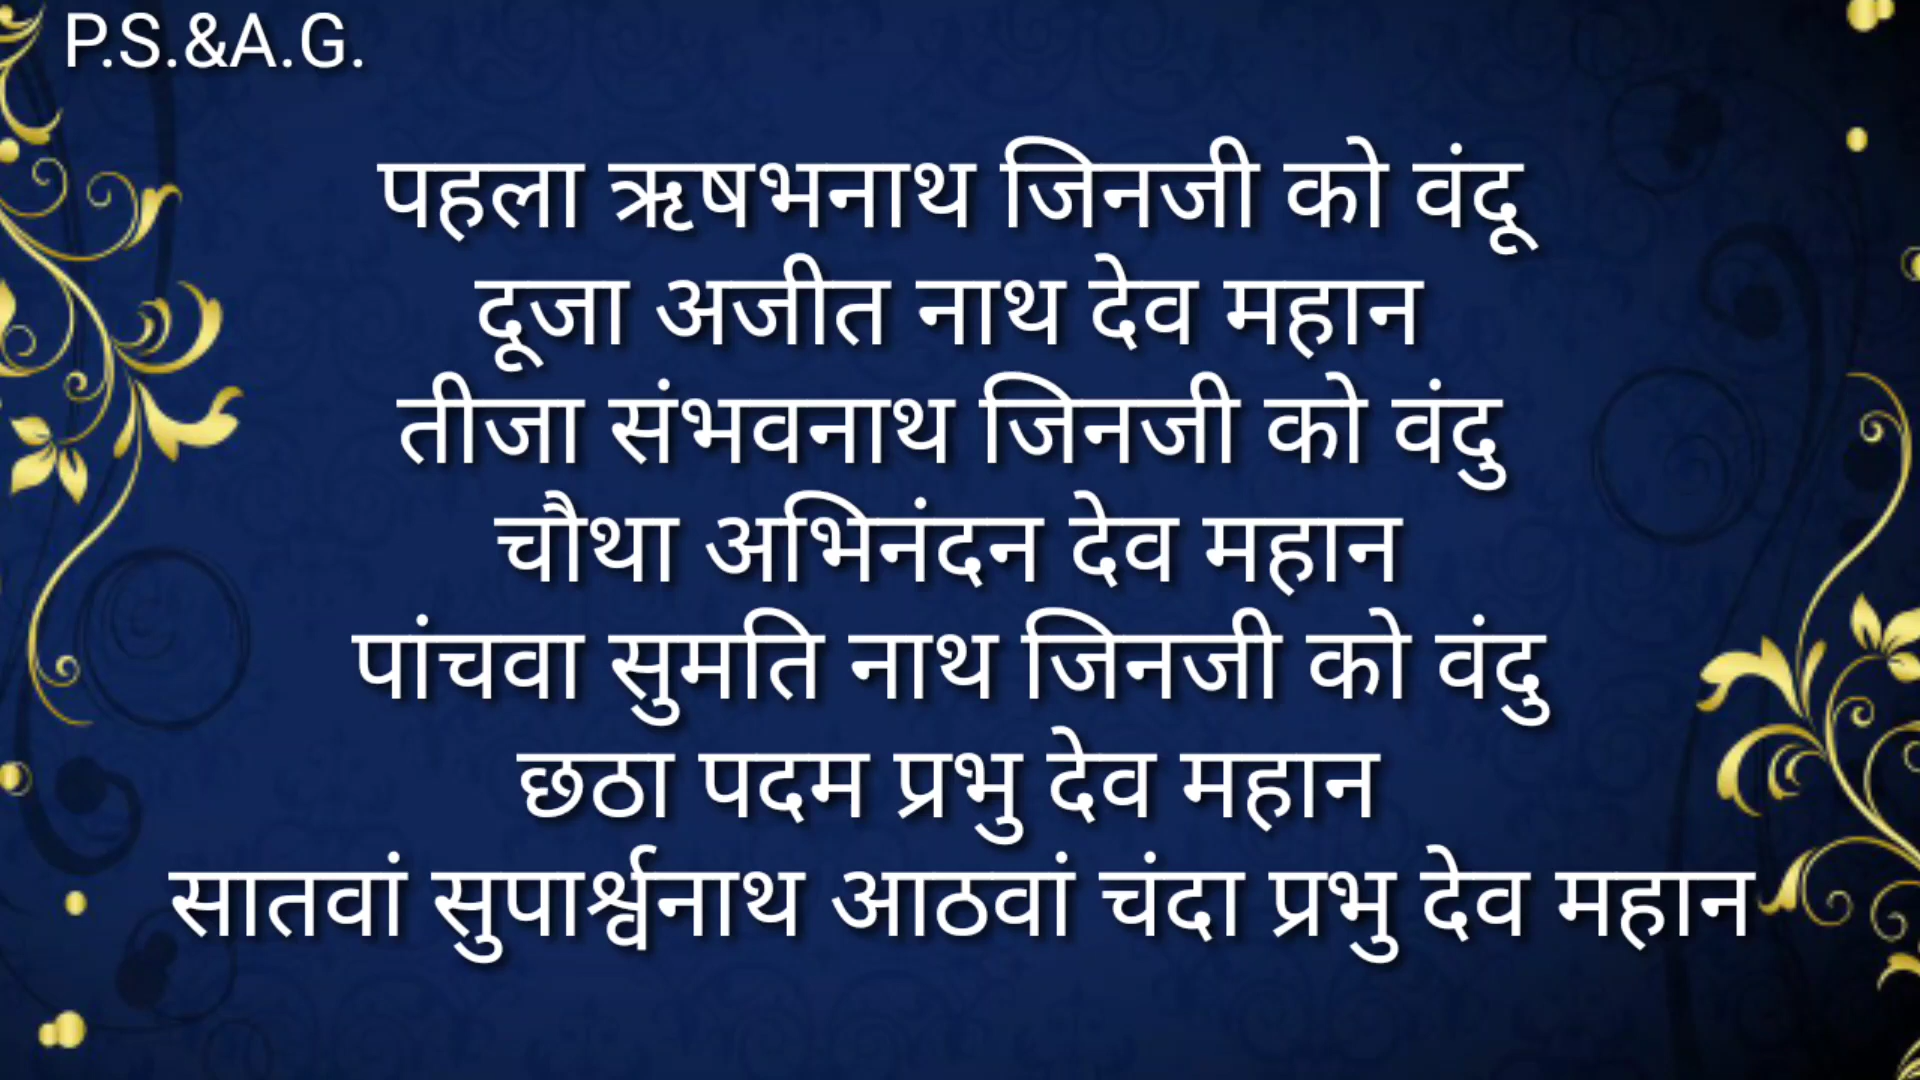 P.S.&A.G.
पहला ऋषभनाथ जिनजी को वंदू
दूजा अजीत नाथ देव महान
तीजा संभवनाथ जिनजी को वंदु
चौथा अभिनंदन देव महान
पांचवा सुमति नाथ जिनजी को वंदु
छठा पदम प्रभु देव महान
सातवां सुपार्श्वनाथ आठवां चंदा प्रभु देव महान